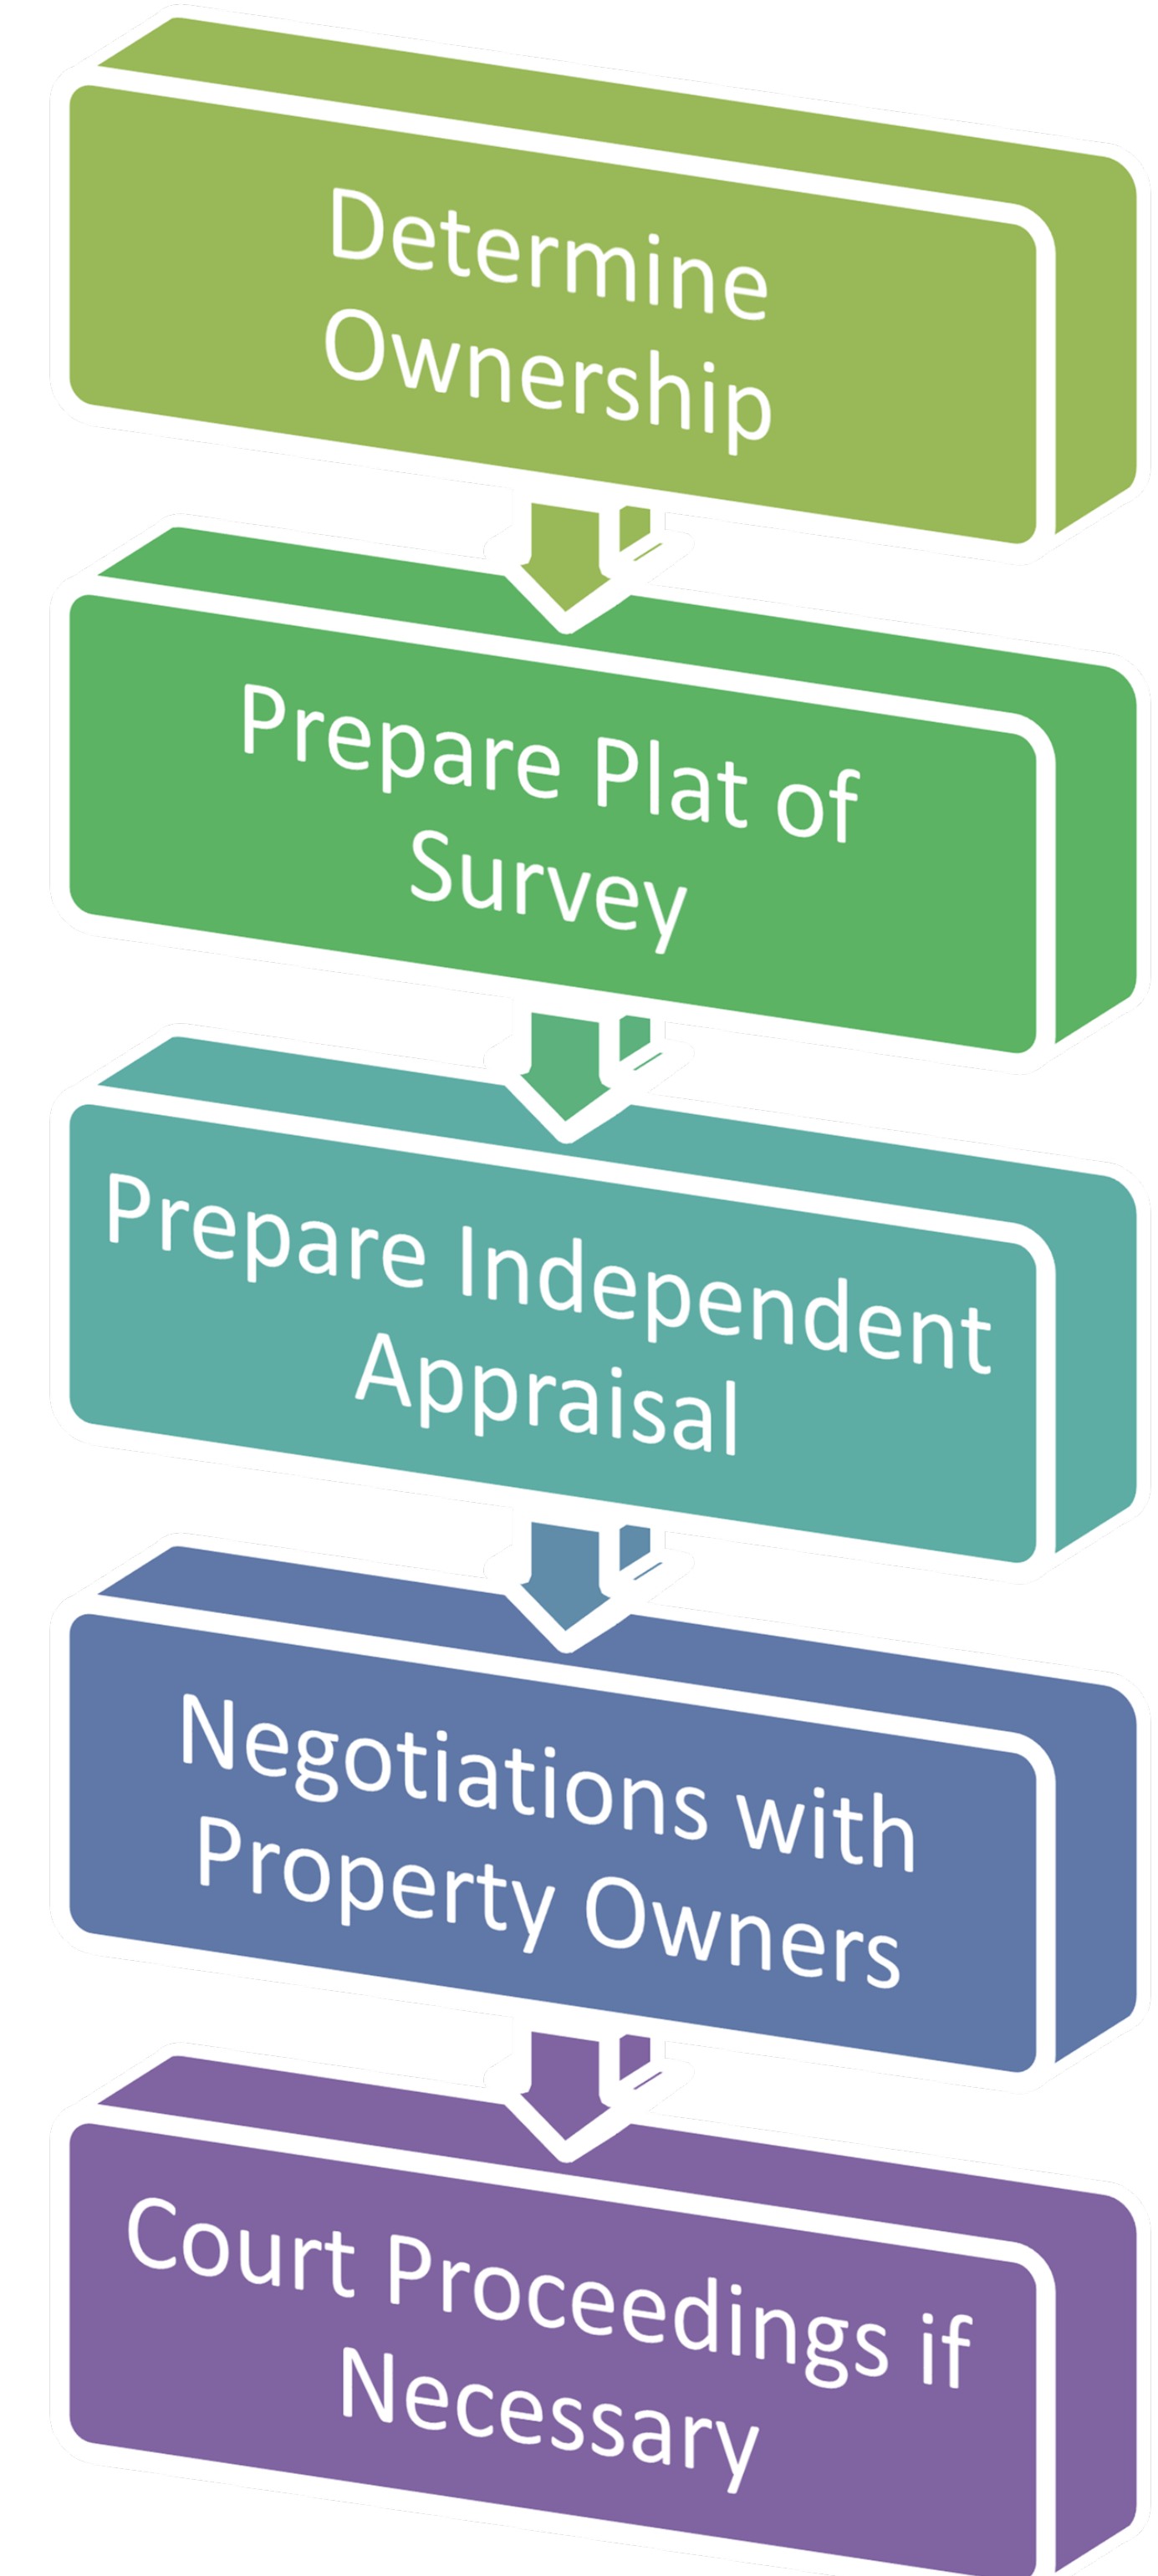 Determine
Ownership
Prepare Plat of
Survey
Prepare Independent
Appraisal
Negotiations with
Property Owners
Court Proceedings if
Necessary